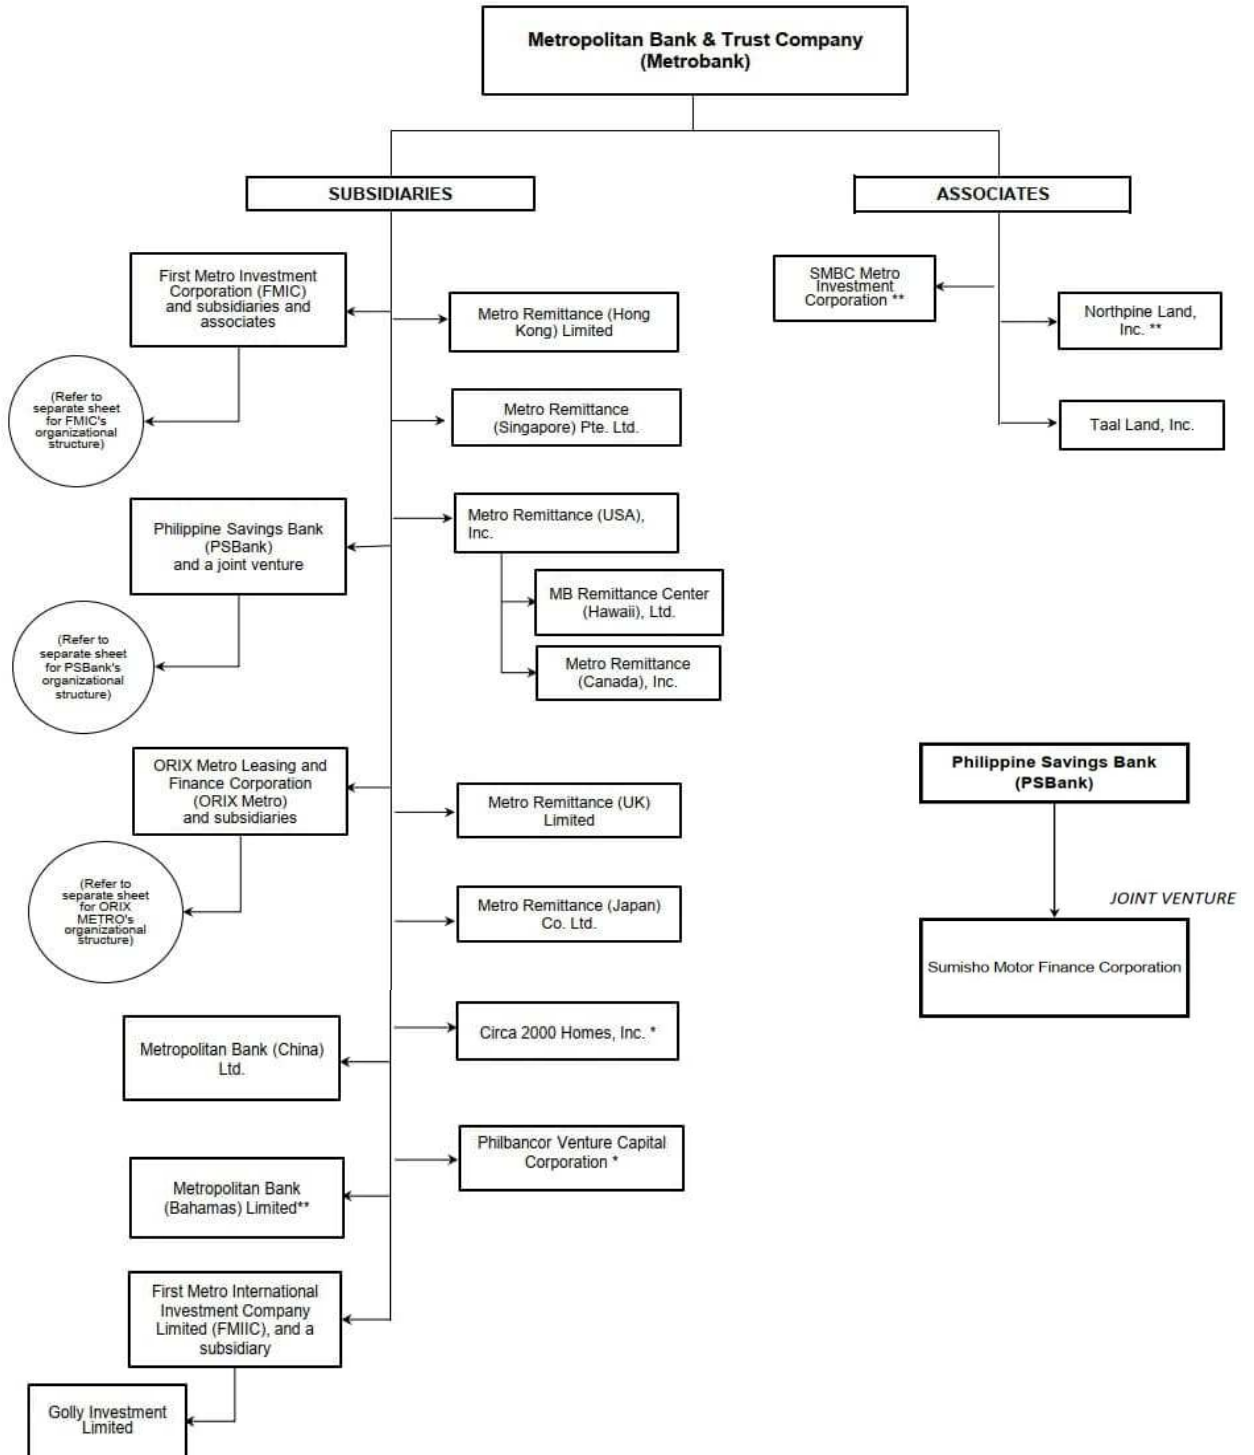 Metropolitan Bank & Trust Company
(Metrobank)
SUBSIDIARIES
ASSOCIATES
First Metro Investment
Corporation (FMIC)
and subsidiaries and
associates
(Refer to
separate sheet
for FMIC's
organizational
structure)
Philippine Savings Bank
(PSBank)
and a joint venture
(Refer to
separate sheet
for PSBank's
organizational
structure)
ORIX Metro Leasing and
Finance Corporation
(ORIX Metro)
and subsidiaries
(Refer to
separate sheet
for ORIX
METRO's
organizational
structure)
Metropolitan Bank (China)
Ltd.
Metropolitan Bank
(Bahamas) Limited**
First Metro International
Investment Company
Limited (FMIIC), and a
subsidiary
Golly Investment
Limited
Metro Remittance (Hong
Kong) Limited
Metro Remittance
(Singapore) Pte. Ltd.
Metro Remittance (USA),
Inc.
MB Remittance Center
(Hawaii), Ltd.
Metro Remittance
(Canada), Inc.
Metro Remittance (UK)
Limited
Metro Remittance (Japan)
Co. Ltd.
Circa 2000 Homes, Inc. *
Philbancor Venture Capital
Corporation *
SMBC Metro
Investment
Corporation **
Northpine Land,
Inc. **
Taal Land, Inc.
Philippine Savings Bank
(PSBank)
JOINT VENTURE
Sumisho Motor Finance Corporation